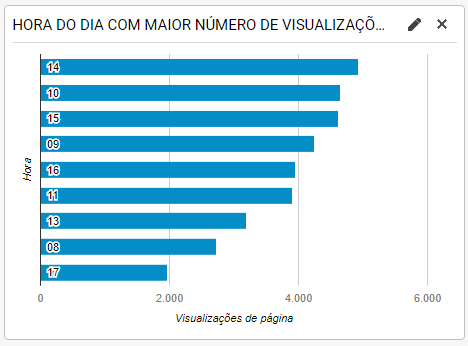 HORA DO DIA COM MAIOR NÚMERO DE VISUALIZAÇÕ...
Hora
14
10
15
09
16
11
13
08
17
0 2.000 4.000 6.000
Visualizações de página